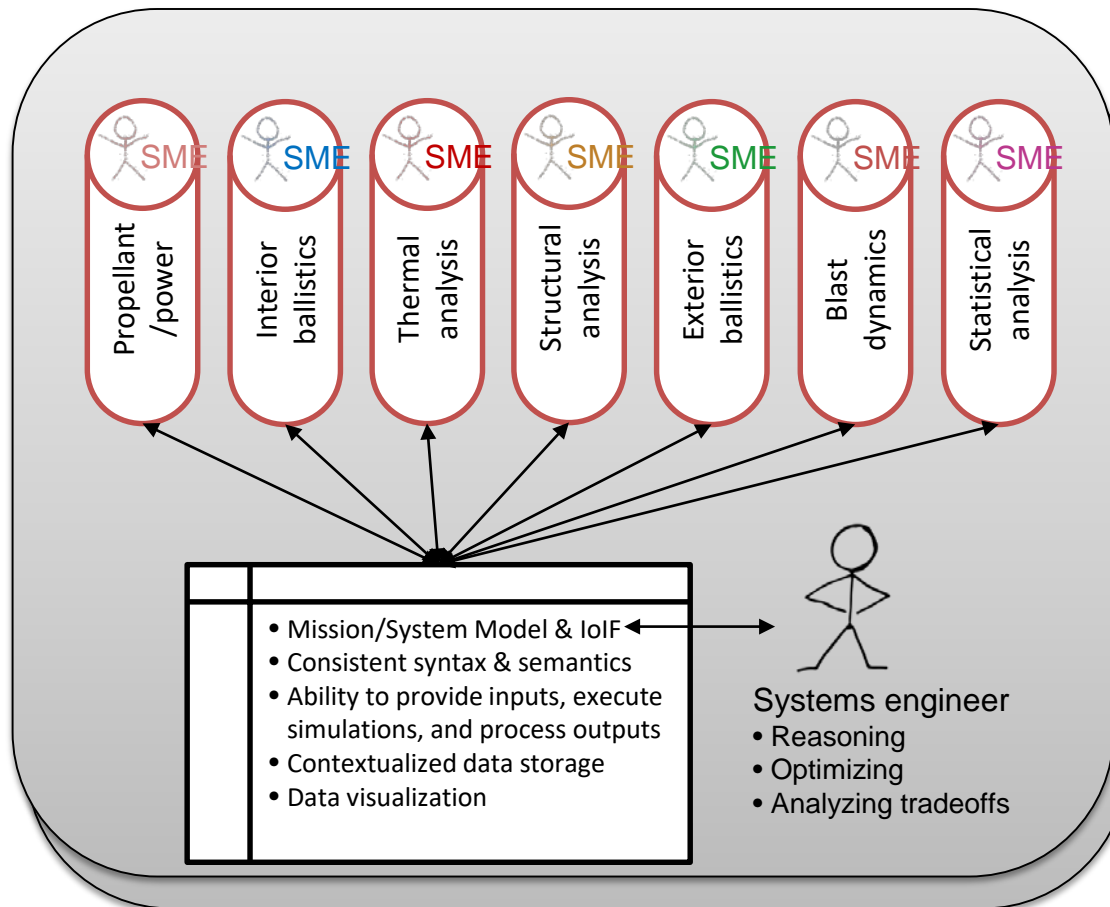 SME
SME
SME
SME
SME
SME
SME
Propellant
/power
Interior
ballistics
Thermal
analysis
Structural
analysis
Exterior
ballistics
Blast
dynamics
Statistical
analysis
• Mission/System Model & IoIF
• Consistent syntax & semantics
• Ability to provide inputs, execute
simulations, and process outputs
• Contextualized data storage
• Data visualization
Systems engineer
• Reasoning
• Optimizing
• Analyzing tradeoffs